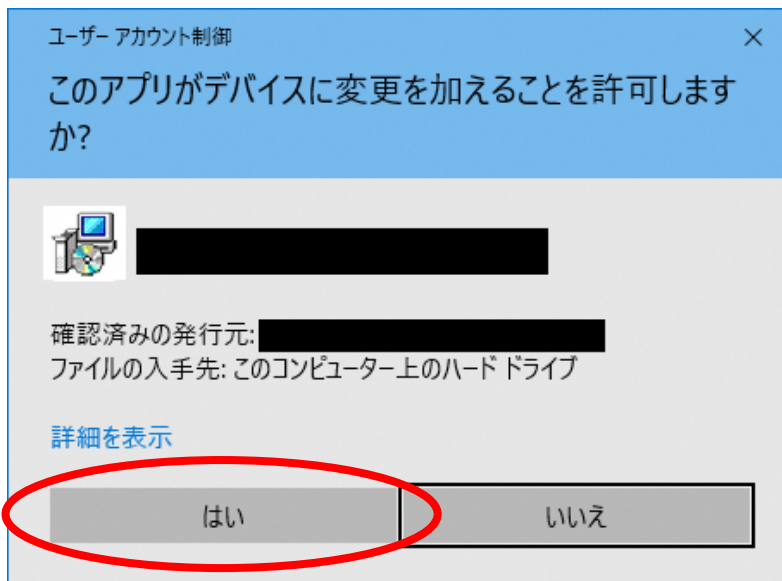 ユーザー アカウント制御
このアプリがデバイスに変更を加えることを許可します
か?
確認済みの発行元:
ファイルの入手先: このコンピューター上のハード ドライブ
詳細を表示
はい
いいえ